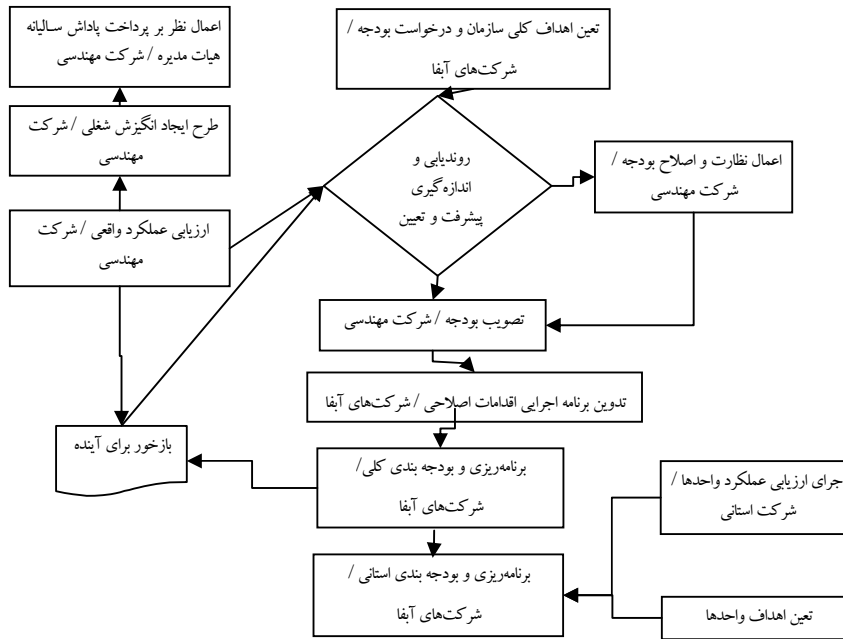 اعمال نظر بر پرداخت پاداش سالیانه
هیات مدیره / شرکت مهندسی
تعین اهداف کلی سازمان و درخواست بودجه /
شرکت‌های آبفا
طرح ایجاد انگیزش شغلی / شرکت
مهندسی
روندیابی و
اندازه‌گیری
پیشرفت و تعیین
اعمال نظارت و اصلاح بودجه /
شرکت مهندسی
ارزیابی عملکرد واقعی / شرکت
مهندسی
تصویب بودجه / شرکت مهندسی
تدوین برنامه اجرایی اقدامات اصلاحی / شرکت‌های آبفا
بازخور برای آینده
برنامه‌ریزی و بودجه بندی کلی/
شرکت‌های آبفا
جرای ارزیابی عملکرد واحدها /
شرکت استانی
برنامه‌ریزی و بودجه بندی استانی /
شرکت‌های آبفا
تعین اهداف واحدها